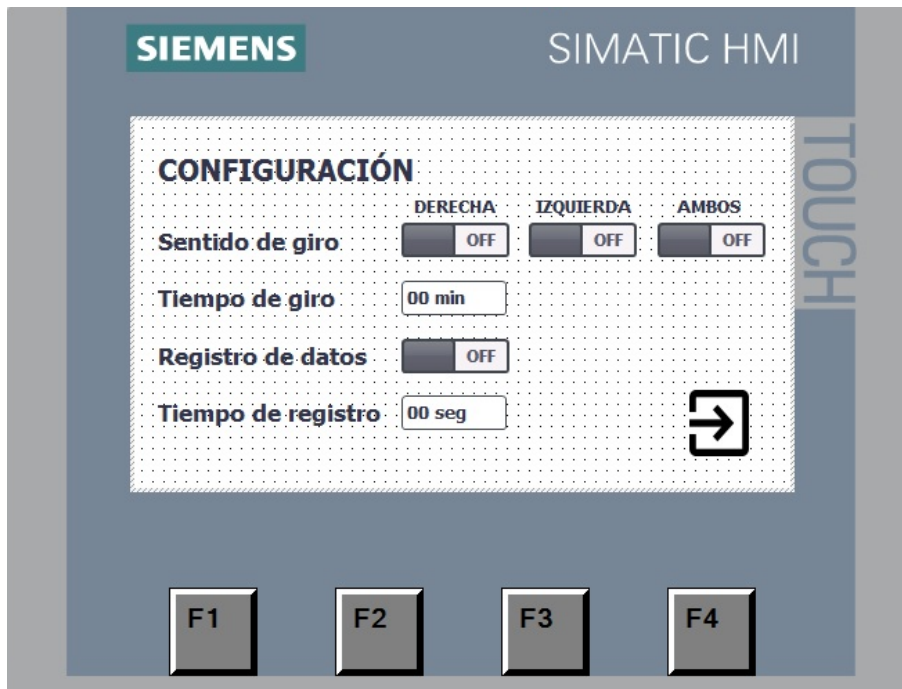 SIEMENS
SIMATIC HMI
TOUCH
CONFIGURACIÓN
DERECHA IZQUIERDA AMBOS
Sentido de giro OFF OFF OFF
Tiempo de giro 00 min
Registro de datos OFF
Tiempo de registro 00 seg
F1 F2 F3 F4